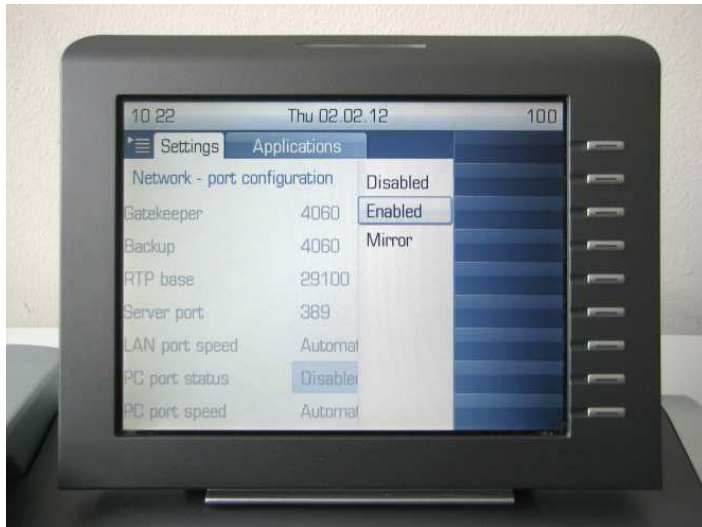 10 22 Thu 02.02.12 100
Settings Applications
Network - port configuration
Gatekeeper 4060
Backup 4060
RTP base 29100
Server port 389
LAN port speed Automat
PC port status Disabled
PC port speed Automat
Disabled
Enabled
Mirror